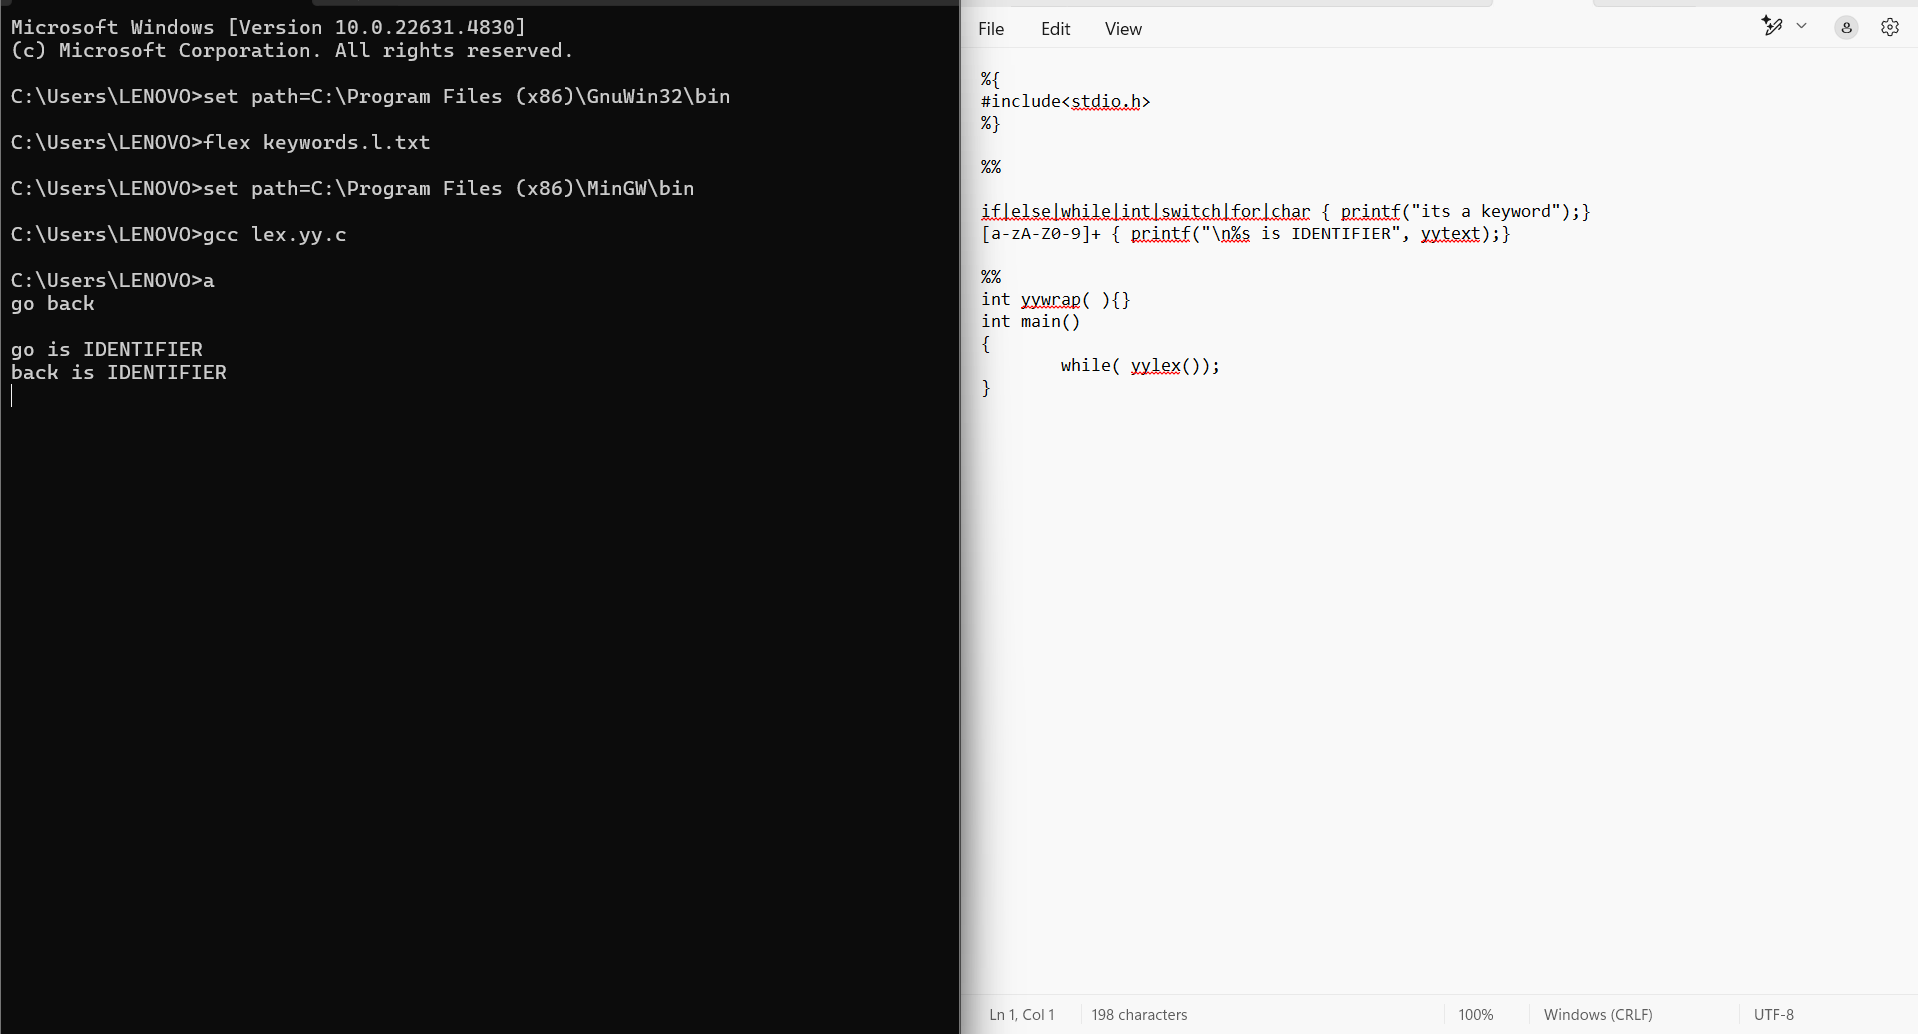 Microsoft Windows [Version 10.0.22631.4830]
(c) Microsoft Corporation. All rights reserved.
C:\Users\LENOVO>set path=C:\Program Files (x86)\GnuWin32\bin
C:\Users\LENOVO>flex keywords.l.txt
C:\Users\LENOVO>set path=C:\Program Files (x86)\MinGW\bin
C:\Users\LENOVO>gcc lex.yy.c
C:\Users\LENOVO>a
go back
go is IDENTIFIER
back is IDENTIFIER
File Edit View
%{
#include<stdio.h>
%}
%%
if|else|while|int|switch|for|char { printf("its a keyword");}
[a-zA-Z0-9]+ { printf("\n%s is IDENTIFIER", yytext);}
%%
int yywrap( ){}
int main()
{
while( yylex());
}
Ln 1, Col 1 198 characters 100% Windows (CRLF) UTF-8